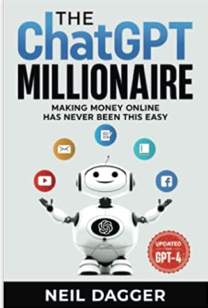 THE
ChatGPT
MILLIONAIRE
MAKING MONEY ONLINE
HAS NEVER BEEN THIS EASY
UPDATED
GPT-4
NEIL DAGGER